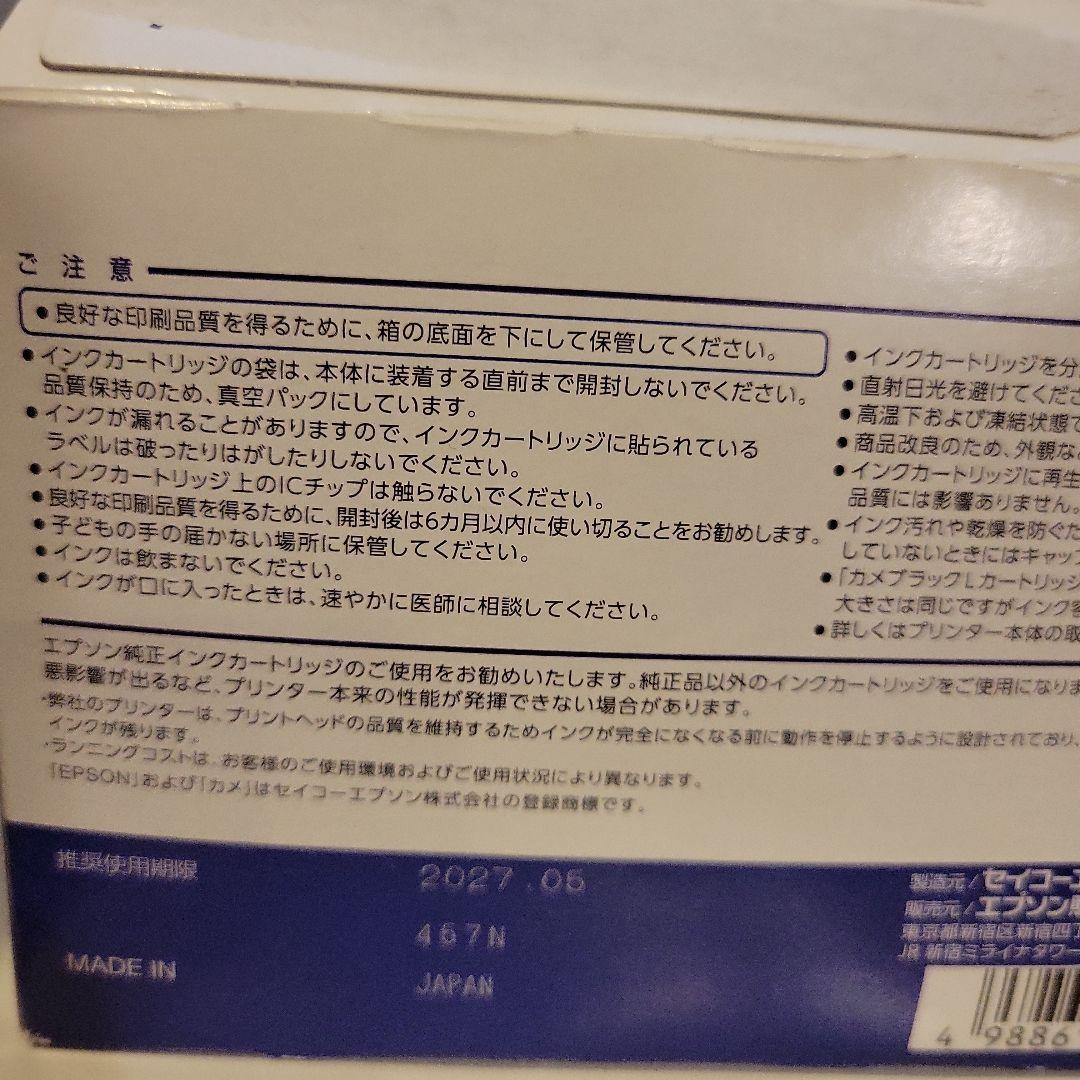 ご注意
●良好な印刷品質を得るために、箱の底面を下にして保管してください。
●インクカートリッジの袋は、本体に装着する直前まで開封しないでください。
品質保持のため、真空パックにしています。
●インクが漏れることがありますので、インクカートリッジに貼られている
ラベルは破ったりはがしたりしないでください。
●インクカートリッジ上のICチップは触らないでください。
●良好な印刷品質を得るために、開封後は6カ月以内に使い切ることをお勧めします。
●子どもの手の届かない場所に保管してください。
●インクは飲まないでください。
●インクが口に入ったときは、速やかに医師に相談してください。
●インクカートリッジを分
●直射日光を避けてくださ
●高温下および凍結状態で
●商品改良のため、外観な
●インクカートリッジに再生
品質には影響ありません。
●インク汚れや乾燥を防ぐた
していないときにはキャップ
●「カメブラックLカートリッジ
大きさは同じですがインク容
●詳しくはプリンター本体の取
エプソン純正インクカートリッジのご使用をお勧めいたします。純正品以外のインクカートリッジをご使用になりま
悪影響が出るなど、プリンター本来の性能が発揮できない場合があります。
・弊社のプリンターは、プリントヘッドの品質を維持するためインクが完全になくなる前に動作を停止するように設計されており、
インクが残ります。
・ランニングコストは、お客様のご使用環境およびご使用状況により異なります。
「EPSON」および「カメ」はセイコーエプソン株式会社の登録商標です。
推奨使用期限
2027.05
457N
MADE IN
JAPAN
製造元/セイコーエ
販売元/エプソン販
東京都新宿区新宿四丁
JR新宿ミライナタワー
4 9886